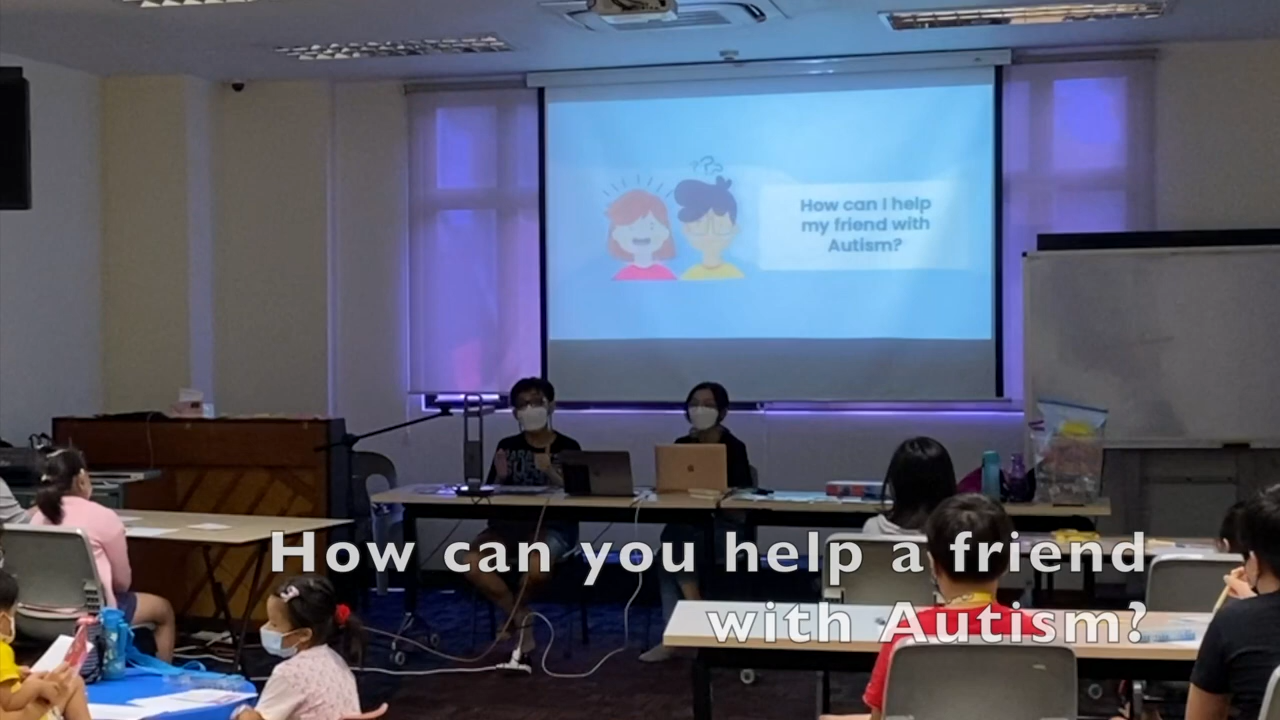 How can I help
my friend with
Autism?
How can you help a friend
with Autism?